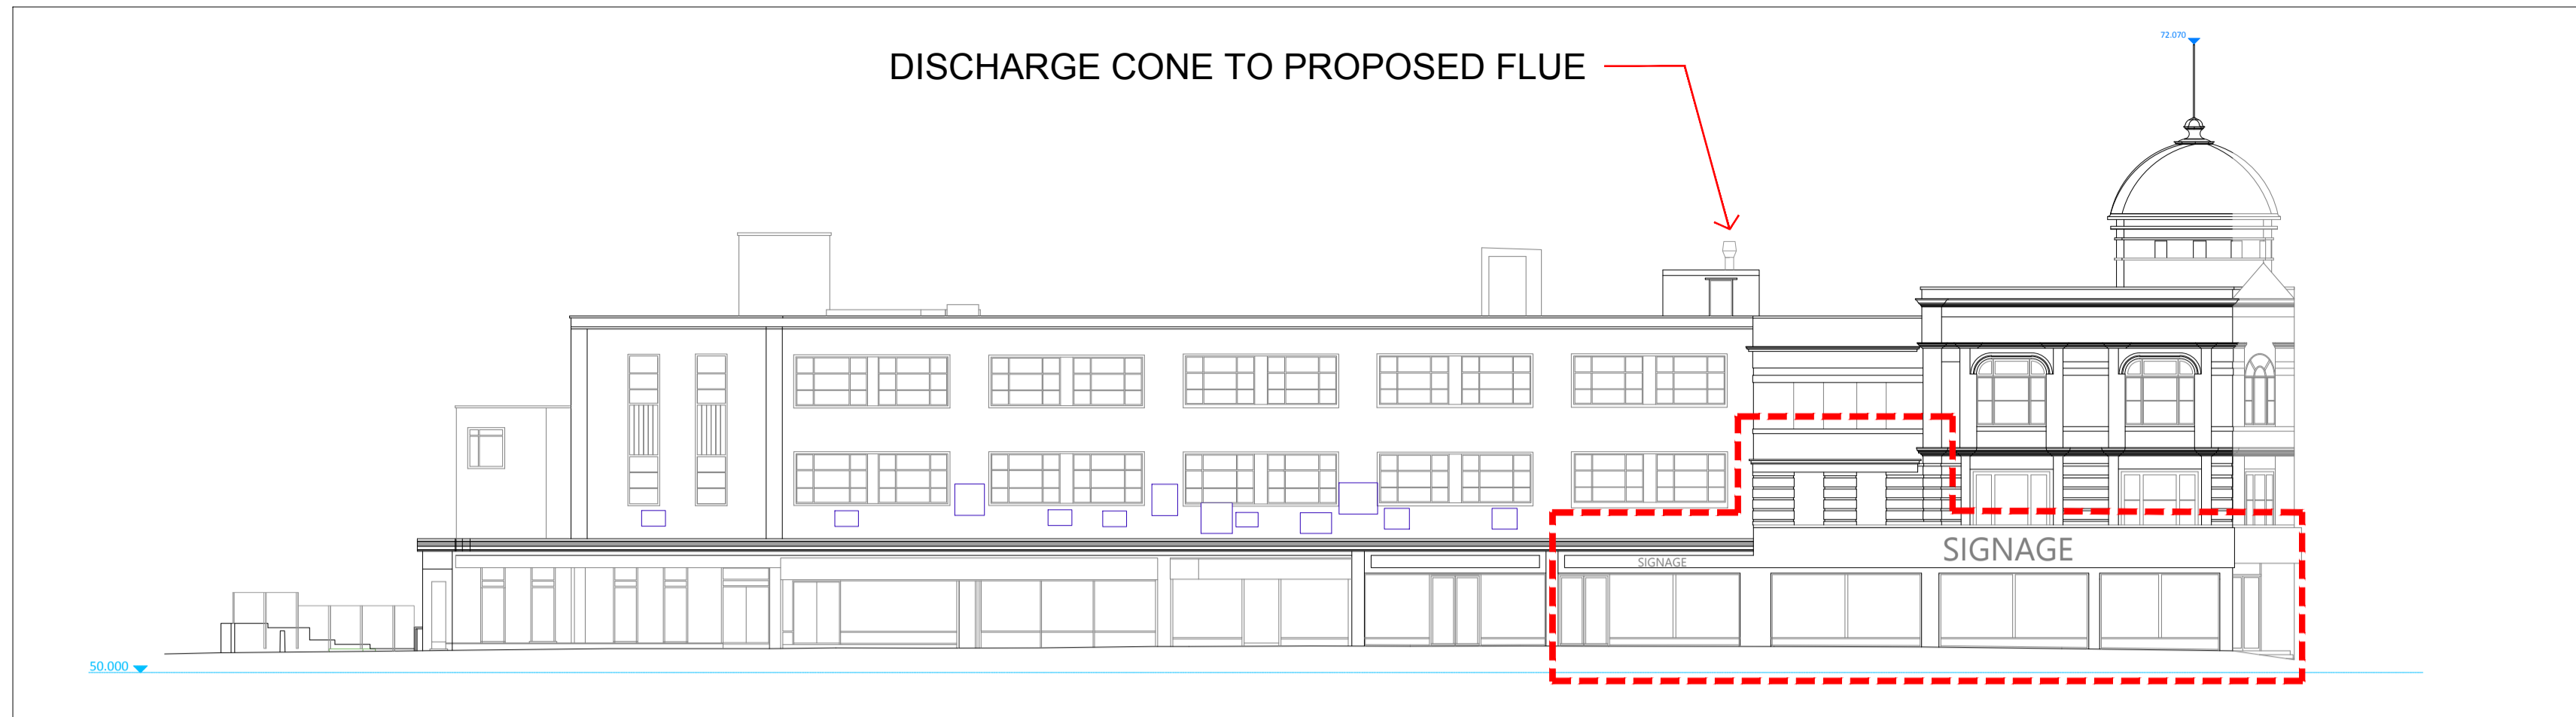 72.070
DISCHARGE CONE TO PROPOSED FLUE
SIGNAGE
SIGNAGE
50.000